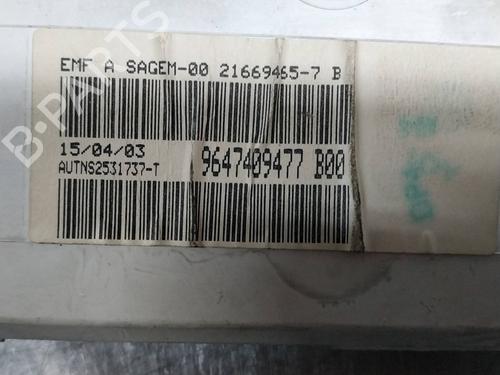 EMF A SAGEM-00 21669465-7 B
15/04/03
AUTNS2531737-T
9647409477 B00
B-PARTS